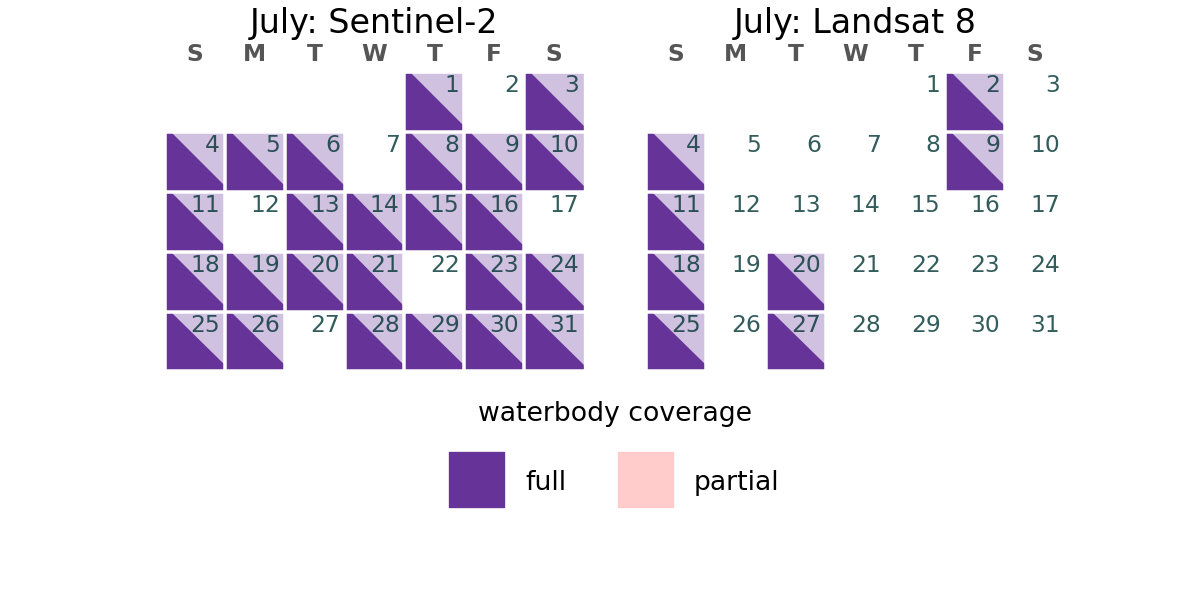 July: Sentinel-2
S M T W T F S
1 2 3
4 5 6 7 8 9 10
11 12 13 14 15 16 17
18 19 20 21 22 23 24
25 26 27 28 29 30 31
July: Landsat 8
S M T W T F S
1 2 3
4 5 6 7 8 9 10
11 12 13 14 15 16 17
18 19 20 21 22 23 24
25 26 27 28 29 30 31
waterbody coverage
full partial